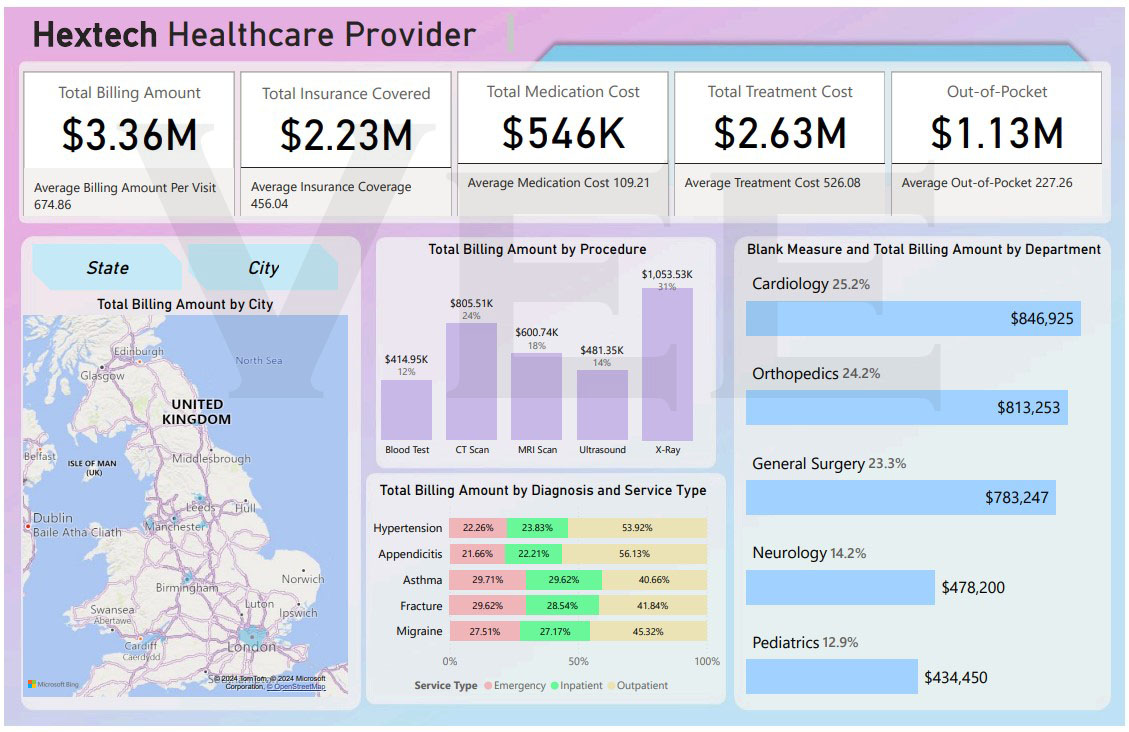 Hextech Healthcare Provider
Total Billing Amount
$3.36M
Average Billing Amount Per Visit
674.86
Total Insurance Covered
$2.23M
Average Insurance Coverage
456.04
Total Medication Cost
$546K
Average Medication Cost 109.21
Total Treatment Cost
$2.63M
Average Treatment Cost 526.08
Out-of-Pocket
$1.13M
Average Out-of-Pocket 227.26
YEE
State
City
Total Billing Amount by City
Edinburgh
Glasgow
North Sea
UNITED
KINGDOM
Belfast
ISLE OF MAN
(UK)
Middlesbrough
Leeds
Hull
Manchester
Dublin
Baile Atha Cliath
Norwich
Birmingham
Luton
Ipswich
Swansea
Abertawe
Cardiff
Caerdydd
London
© 2024 TomTom, © 2024 Microsoft
Corporation, © OpenStreetMap
Microsoft Bing
Total Billing Amount by Procedure
$414.95K
12%
$805.51K
24%
$600.74K
18%
$481.35K
14%
$1,053.53K
31%
Blood Test
CT Scan
MRI Scan
Ultrasound
X-Ray
Total Billing Amount by Diagnosis and Service Type
Hypertension 22.26% 23.83% 53.92%
Appendicitis 21.66% 22.21% 56.13%
Asthma 29.71% 29.62% 40.66%
Fracture 29.62% 28.54% 41.84%
Migraine 27.51% 27.17% 45.32%
0% 50% 100%
Service Type Emergency Inpatient Outpatient
Blank Measure and Total Billing Amount by Department
Cardiology 25.2%
$846,925
Orthopedics 24.2%
$813,253
General Surgery 23.3%
$783,247
Neurology 14.2%
$478,200
Pediatrics 12.9%
$434,450